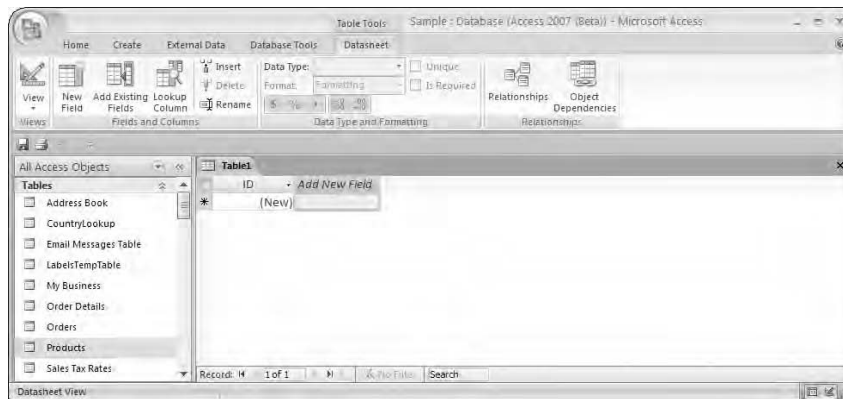 Table Tools Sample : Database (Access 2007 (Beta)) - Microsoft Access
Home Create External Data Database Tools Datasheet
View
New Field
Add Existing Fields
Lookup Column
Insert
Delete
Rename
Data Type:
Format: Formatting
Unique
Is Required
Relationships
Object Dependencies
Views Fields and Columns Data Type and Formatting Relationships
All Access Objects
Table1
Tables
ID Add New Field
Address Book
* (New)
CountryLookup
Email Messages Table
LabelsTempTable
My Business
Order Details
Orders
Products
Sales Tax Rates
Record: 1 of 1 No Filter Search
Datasheet View